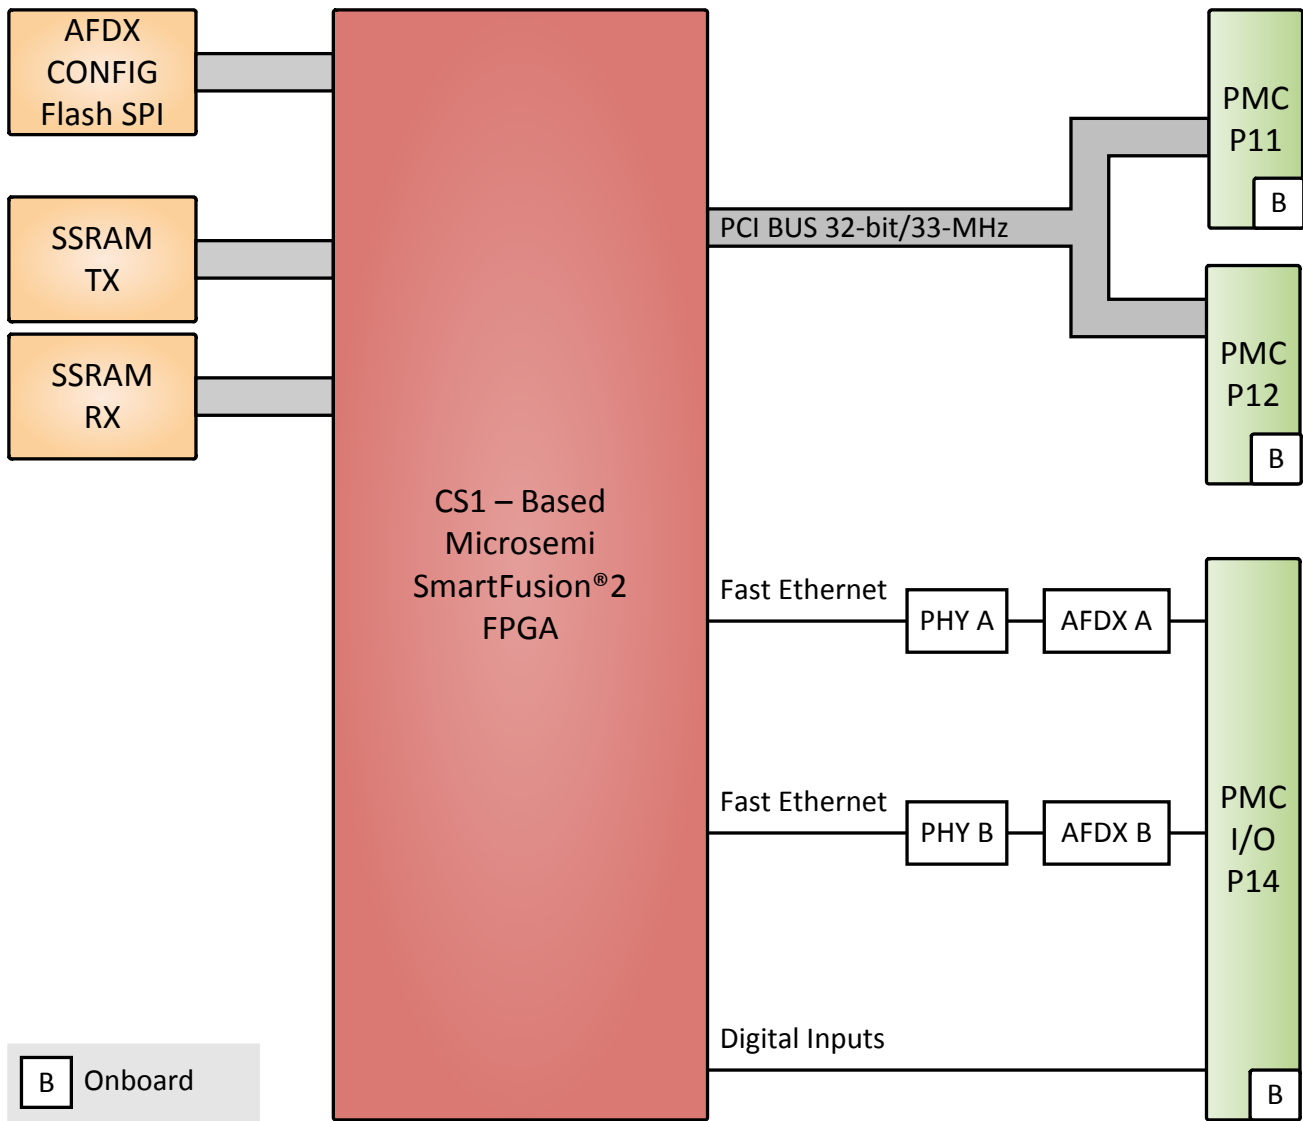 AFDX
CONFIG
Flash SPI
SSRAM
TX
SSRAM
RX
CS1 – Based
Microsemi
SmartFusion®2
FPGA
PCI BUS 32-bit/33-MHz
PMC
P11
B
PMC
P12
B
Fast Ethernet
PHY A
AFDX A
Fast Ethernet
PHY B
AFDX B
PMC
I/O
P14
Digital Inputs
B
B Onboard